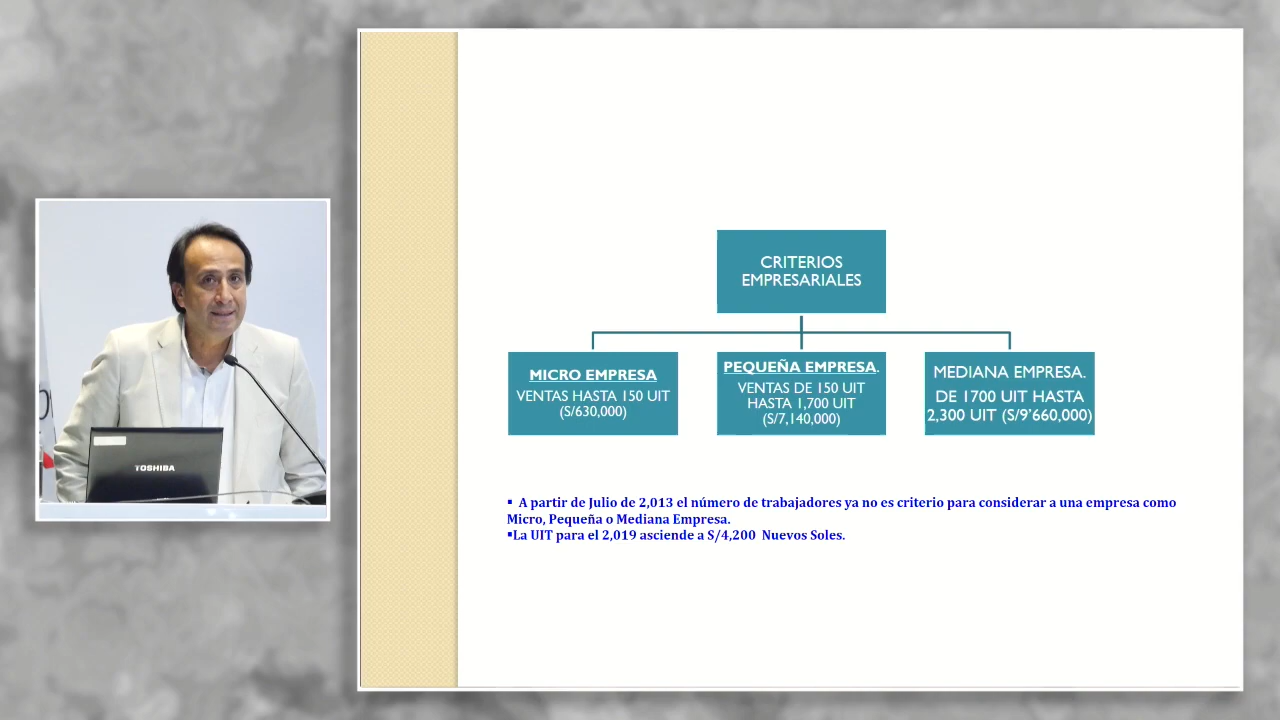 CRITERIOS
EMPRESARIALES
MICRO EMPRESA
VENTAS HASTA 150 UIT
(S/630,000)
PEQUEÑA EMPRESA.
VENTAS DE 150 UIT
HASTA 1,700 UIT
(S/7,140,000)
MEDIANA EMPRESA.
DE 1700 UIT HASTA
2,300 UIT (S/9'660,000)
▪ A partir de Julio de 2,013 el número de trabajadores ya no es criterio para considerar a una empresa como
Micro, Pequeña o Mediana Empresa.
▪La UIT para el 2,019 asciende a S/4,200 Nuevos Soles.
TOSHIBA